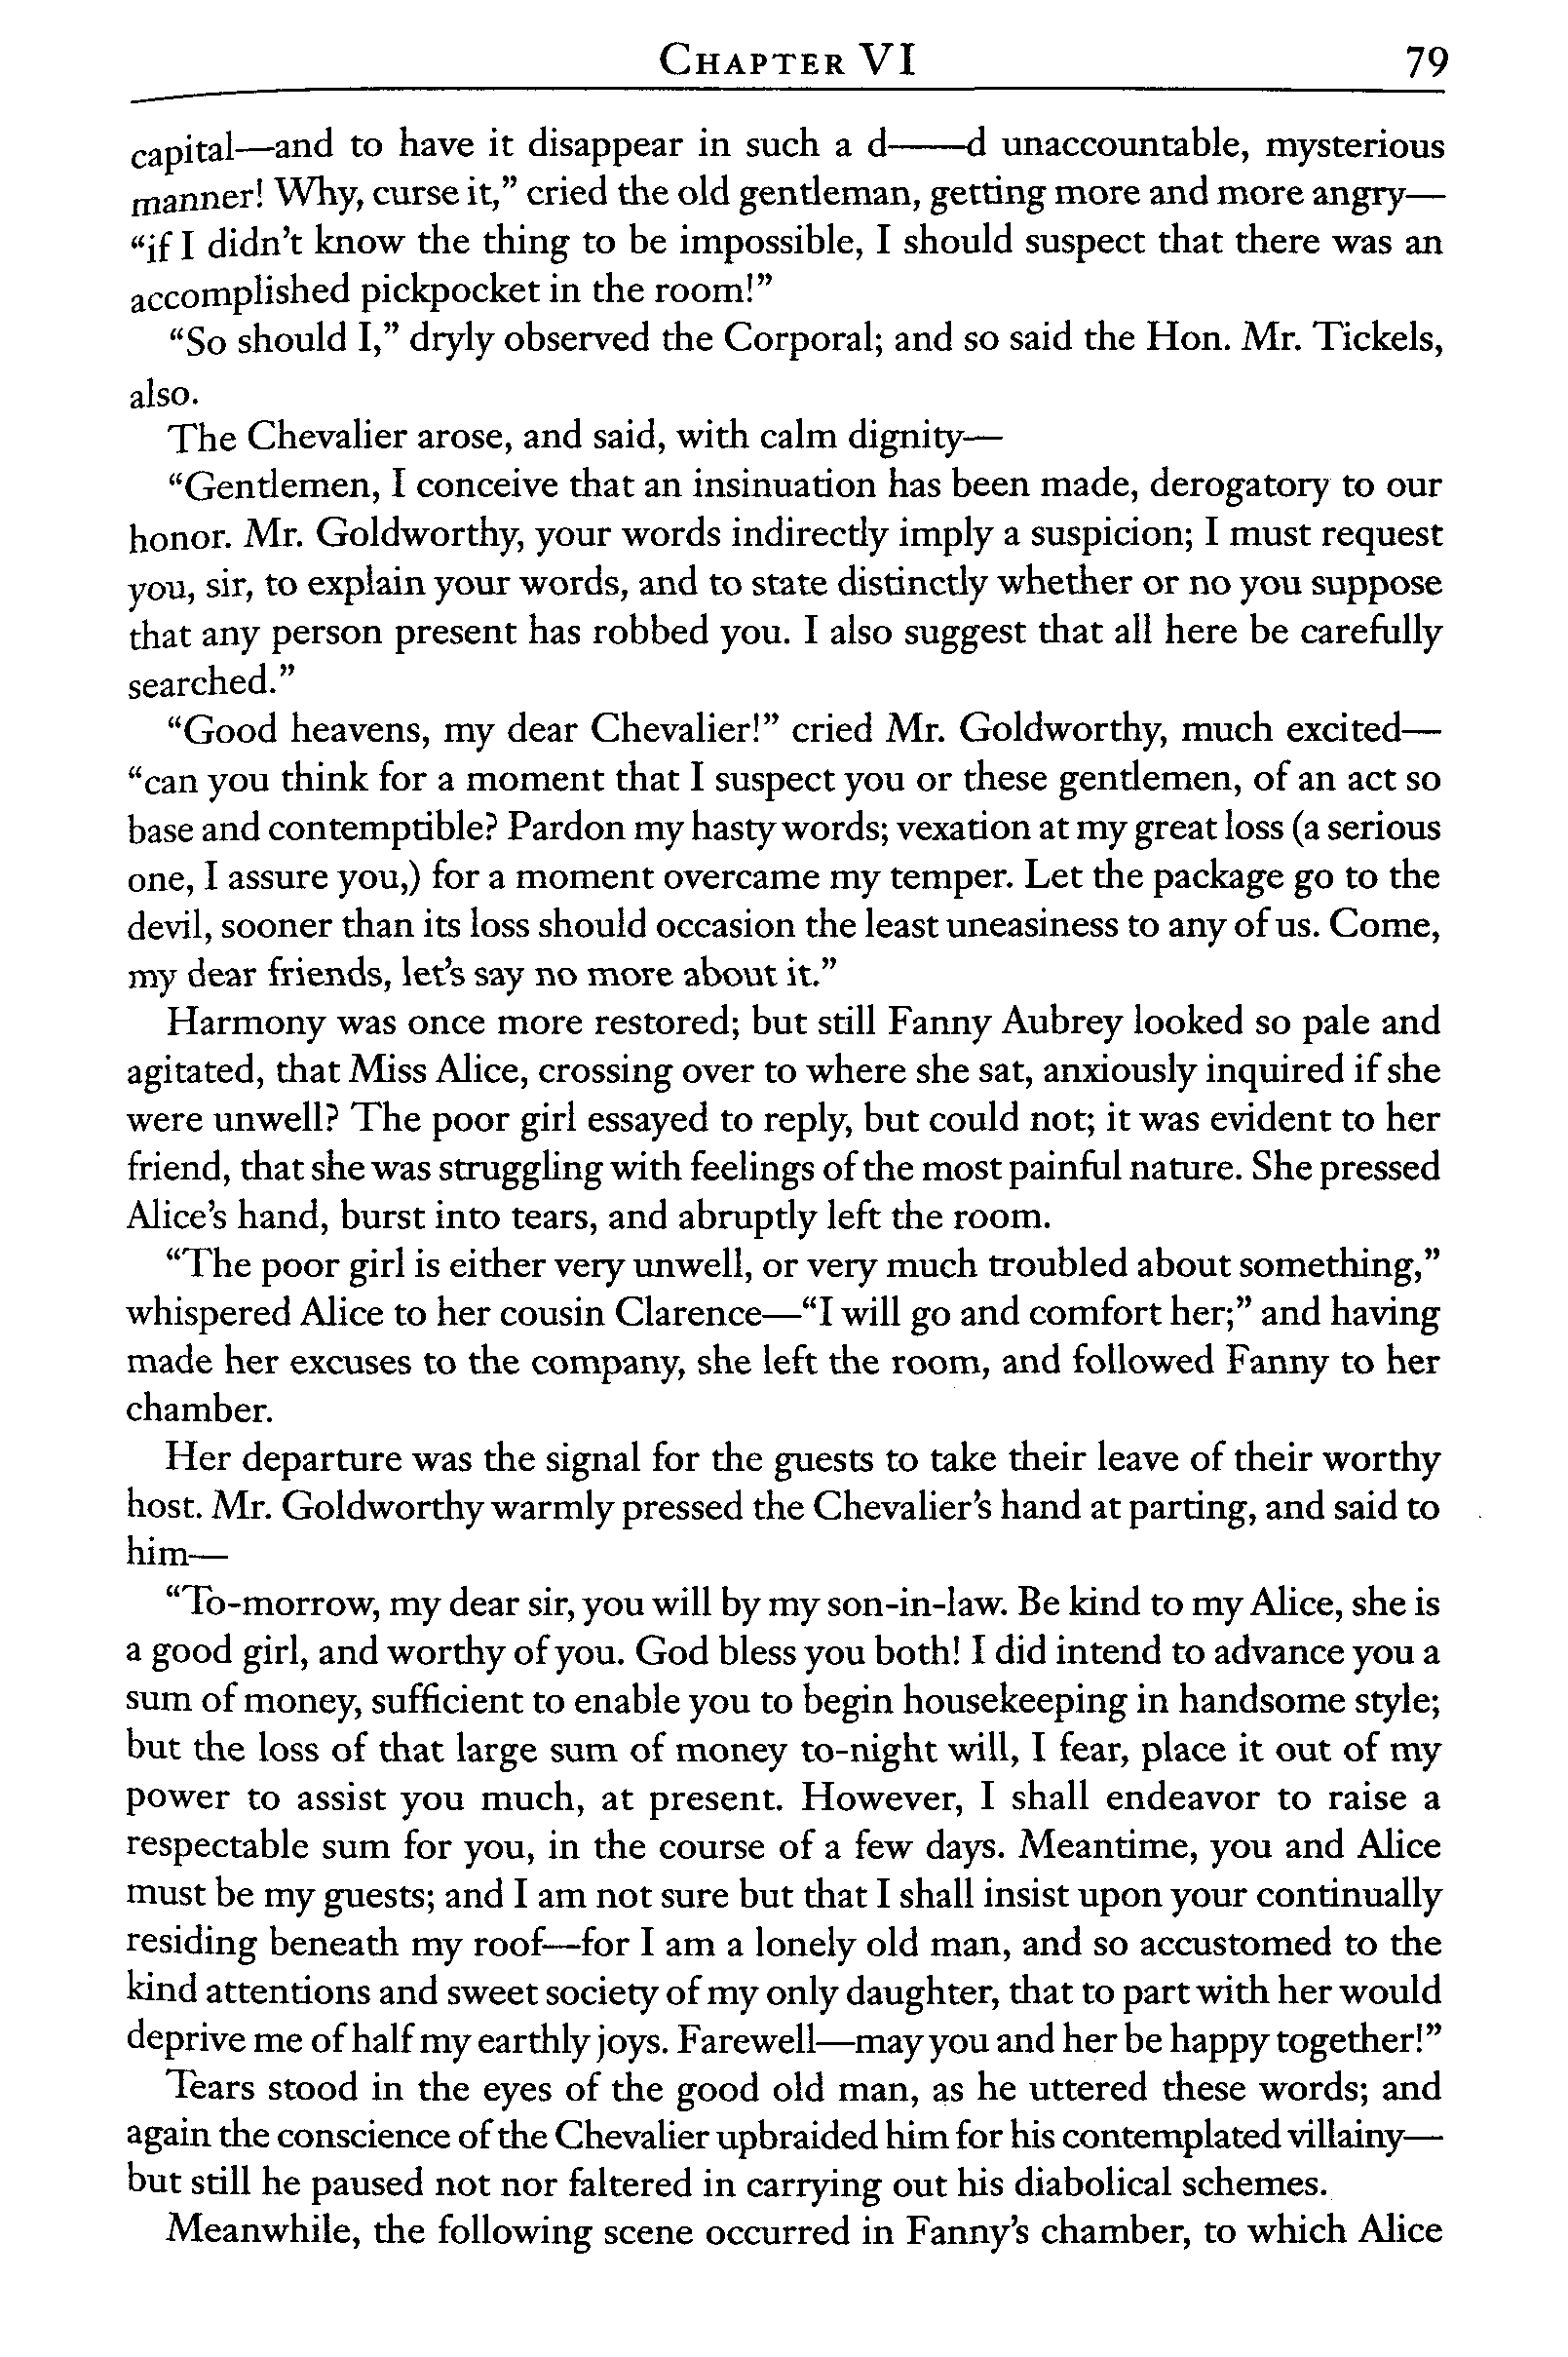 CHAPTER VI 79
capital—and to have it disappear in such a d——d unaccountable, mysterious
manner! Why, curse it,” cried the old gentleman, getting more and more angry—
“if I didn’t know the thing to be impossible, I should suspect that there was an
accomplished pickpocket in the room!”
“So should I,” dryly observed the Corporal; and so said the Hon. Mr. Tickels,
also.
The Chevalier arose, and said, with calm dignity—
“Gentlemen, I conceive that an insinuation has been made, derogatory to our
honor. Mr. Goldworthy, your words indirectly imply a suspicion; I must request
you, sir, to explain your words, and to state distinctly whether or no you suppose
that any person present has robbed you. I also suggest that all here be carefully
searched.”
“Good heavens, my dear Chevalier!” cried Mr. Goldworthy, much excited—
“can you think for a moment that I suspect you or these gentlemen, of an act so
base and contemptible? Pardon my hasty words; vexation at my great loss (a serious
one, I assure you,) for a moment overcame my temper. Let the package go to the
devil, sooner than its loss should occasion the least uneasiness to any of us. Come,
my dear friends, let’s say no more about it.”
Harmony was once more restored; but still Fanny Aubrey looked so pale and
agitated, that Miss Alice, crossing over to where she sat, anxiously inquired if she
were unwell? The poor girl essayed to reply, but could not; it was evident to her
friend, that she was struggling with feelings of the most painful nature. She pressed
Alice’s hand, burst into tears, and abruptly left the room.
“The poor girl is either very unwell, or very much troubled about something,”
whispered Alice to her cousin Clarence—“I will go and comfort her;” and having
made her excuses to the company, she left the room, and followed Fanny to her
chamber.
Her departure was the signal for the guests to take their leave of their worthy
host. Mr. Goldworthy warmly pressed the Chevalier’s hand at parting, and said to
him—
“To-morrow, my dear sir, you will by my son-in-law. Be kind to my Alice, she is
a good girl, and worthy of you. God bless you both! I did intend to advance you a
sum of money, sufficient to enable you to begin housekeeping in handsome style;
but the loss of that large sum of money to-night will, I fear, place it out of my
power to assist you much, at present. However, I shall endeavor to raise a
respectable sum for you, in the course of a few days. Meantime, you and Alice
must be my guests; and I am not sure but that I shall insist upon your continually
residing beneath my roof—for I am a lonely old man, and so accustomed to the
kind attentions and sweet society of my only daughter, that to part with her would
deprive me of half my earthly joys. Farewell—may you and her be happy together!”
Tears stood in the eyes of the good old man, as he uttered these words; and
again the conscience of the Chevalier upbraided him for his contemplated villainy—
but still he paused not nor faltered in carrying out his diabolical schemes.
Meanwhile, the following scene occurred in Fanny’s chamber, to which Alice